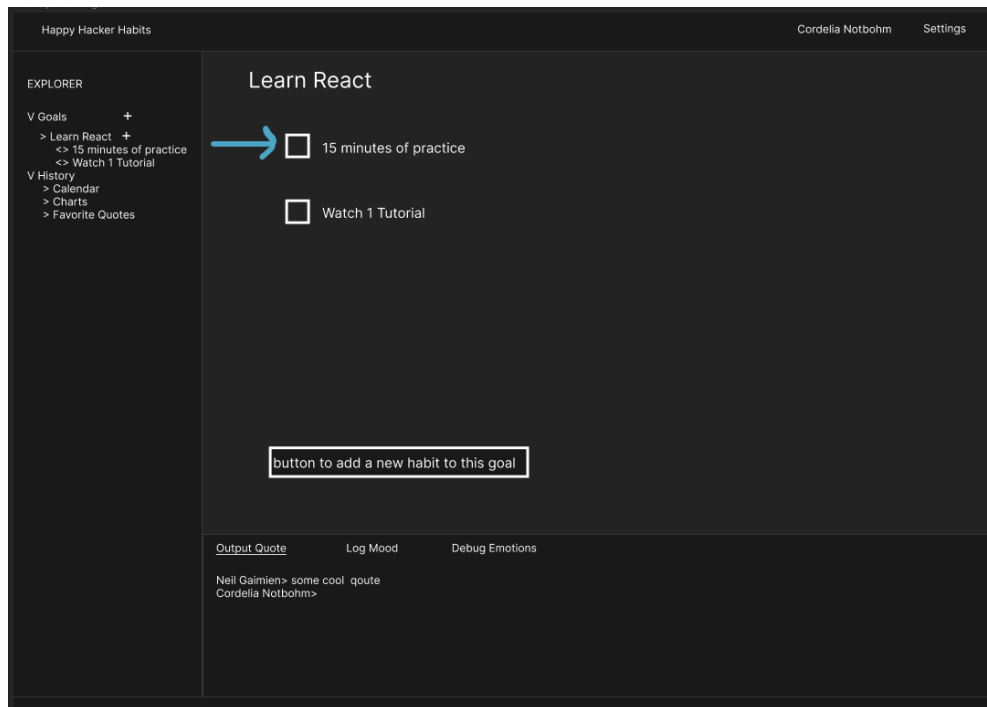 Happy Hacker Habits
Cordelia Notbohm
Settings
EXPLORER
V Goals +
> Learn React +
<> 15 minutes of practice
<> Watch 1 Tutorial
V History
> Calendar
> Charts
> Favorite Quotes
Learn React
15 minutes of practice
Watch 1 Tutorial
button to add a new habit to this goal
Output Quote
Log Mood
Debug Emotions
Neil Gaimien> some cool qoute
Cordelia Notbohm>